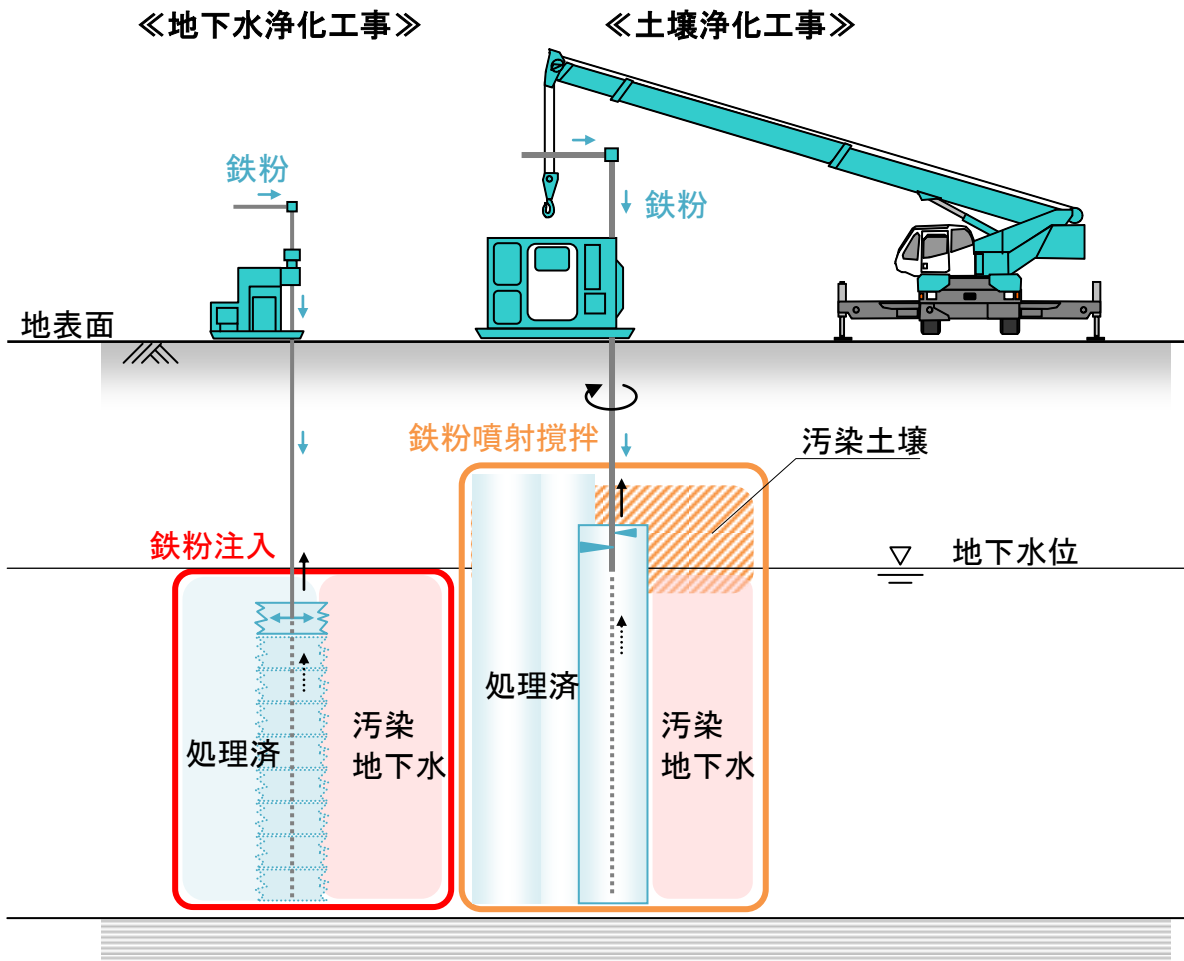 ≪地下水浄化工事≫
≪土壌浄化工事≫
鉄粉
鉄粉
地表面
鉄粉噴射撹拌
汚染土壌
鉄粉注入
地下水位
処理済
汚染
地下水
処理済
汚染
地下水